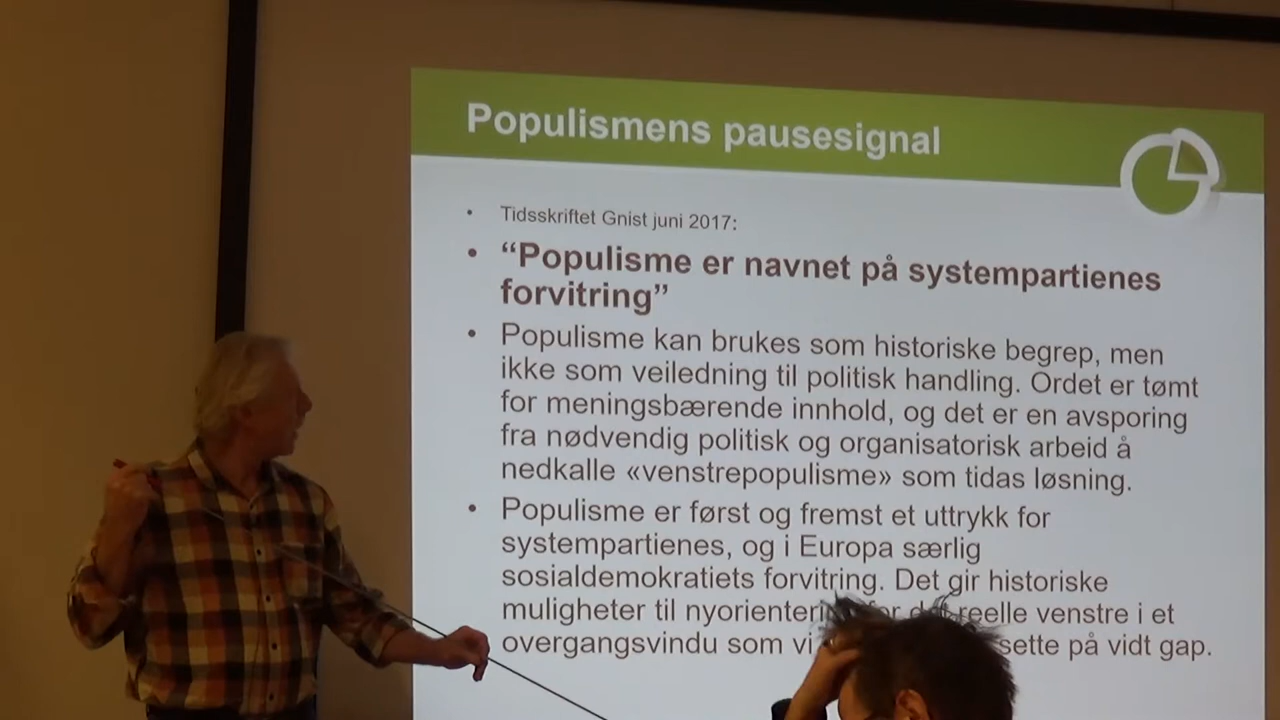 Populismens pausesignal
• Tidsskriftet Gnist juni 2017:
• “Populisme er navnet på systempartienes
forvitring”
• Populisme kan brukes som historiske begrep, men
ikke som veiledning til politisk handling. Ordet er tømt
for meningsbærende innhold, og det er en avsporing
fra nødvendig politisk og organisatorisk arbeid å
nedkalle «venstrepopulisme» som tidas løsning.
• Populisme er først og fremst et uttrykk for
systempartienes, og i Europa særlig
sosialdemokratiets forvitring. Det gir historiske
muligheter til nyorientering for det reelle venstre i et
overgangsvindu som vi sette på vidt gap.